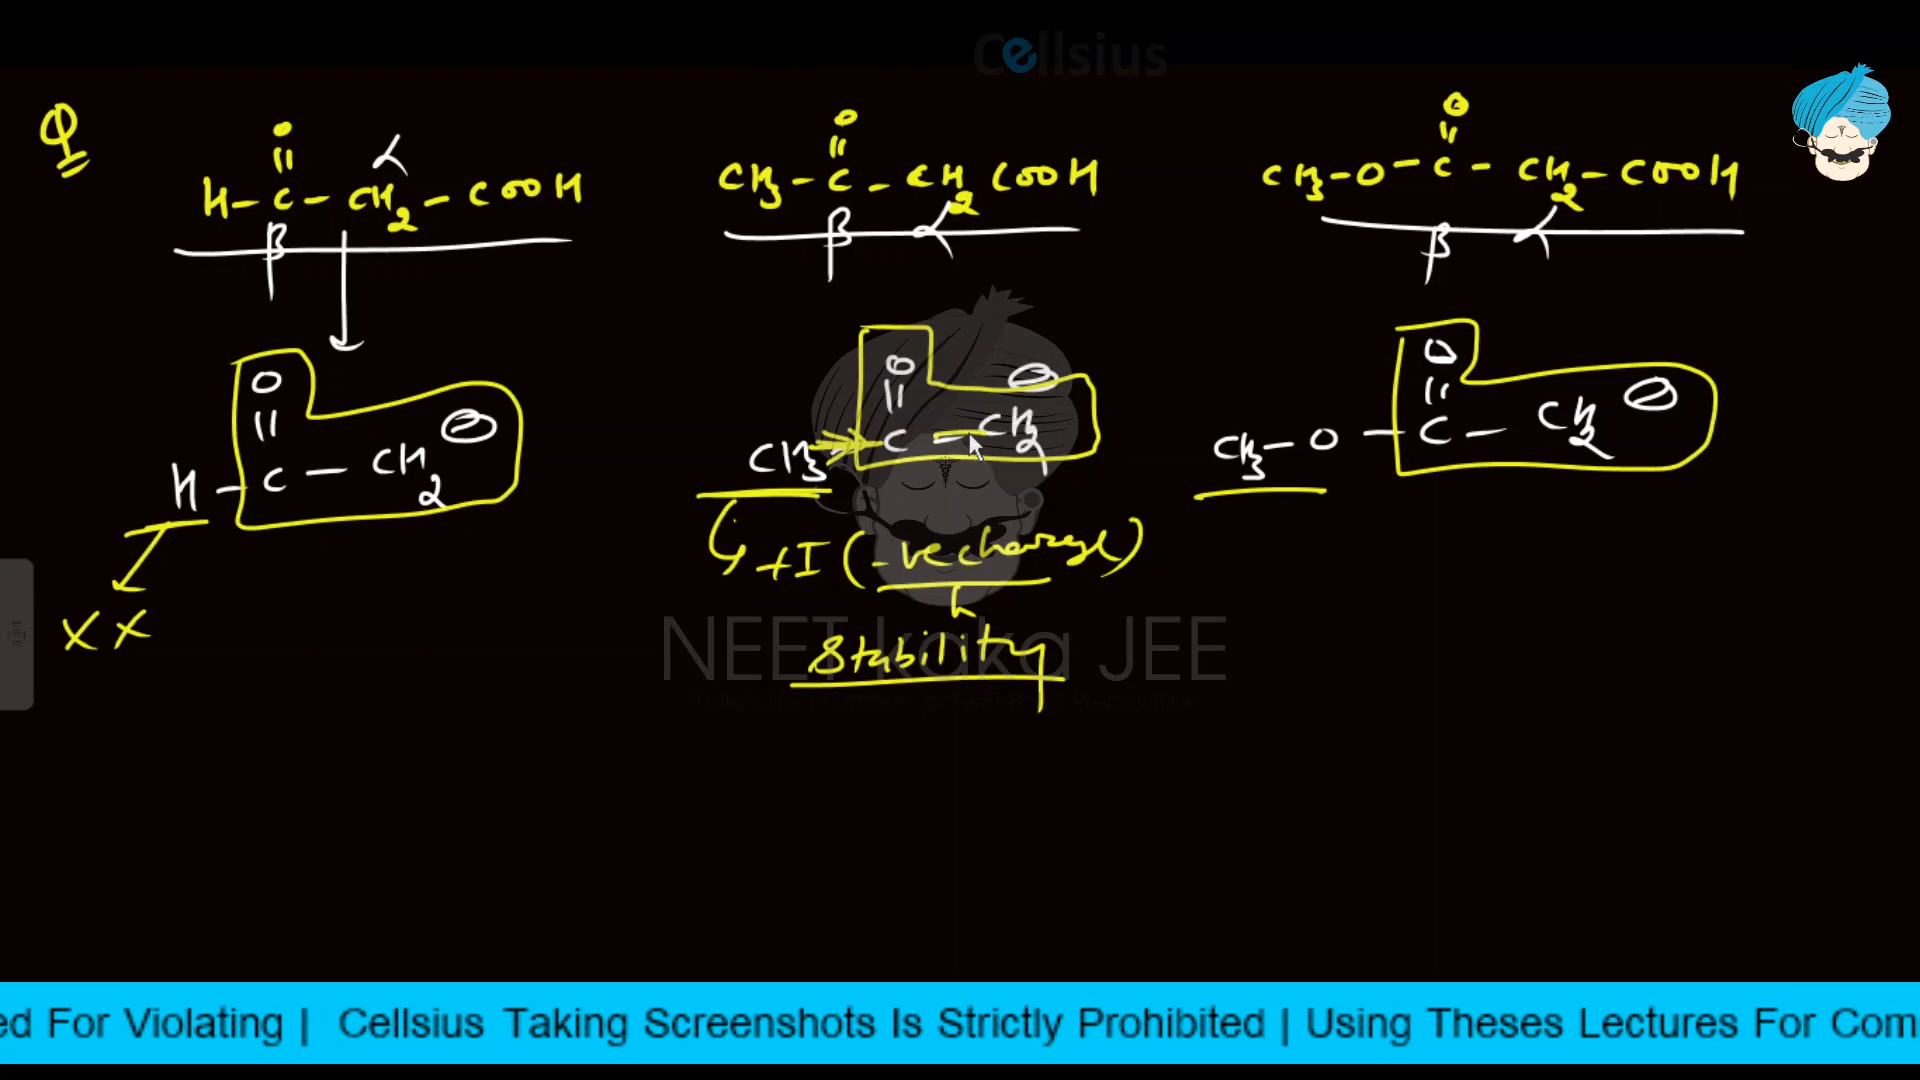 Cellsius
Q
O
||
H-C-CH2-COOH
α
β
O
||
CH3-C-CH2COOH
β α
O
||
CH3-O-C-CH2-COOH
β α
O
||
H-C-CH2 ⊖
XX
O
||
CH3-C-CH2 ⊖
+I (-ve charge)
Stability
O
||
CH3-O-C-CH2 ⊖
NEET kaka JEE
ed For Violating | Cellsius Taking Screenshots Is Strictly Prohibited | Using Theses Lectures For Com